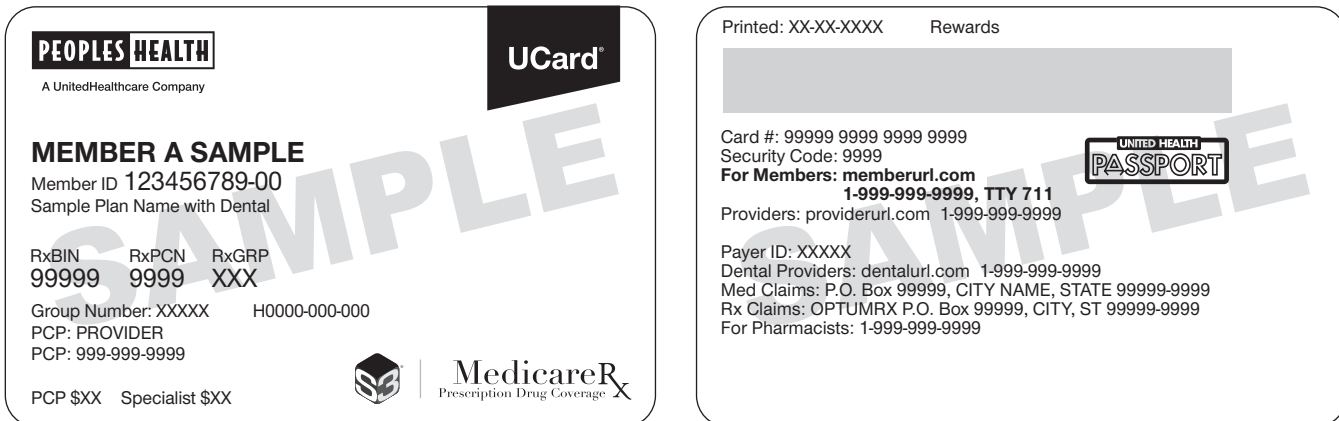 PEOPLES HEALTH
A UnitedHealthcare Company
UCard®
MEMBER A SAMPLE
Member ID 123456789-00
Sample Plan Name with Dental
RxBIN RxPCN RxGRP
99999 9999 XXX
Group Number: XXXXX H0000-000-000
PCP: PROVIDER
PCP: 999-999-9999
PCP $XX Specialist $XX
S3
MedicareRx
Prescription Drug Coverage
SAMPLE
Printed: XX-XX-XXXX Rewards
Card #: 99999 9999 9999 9999
Security Code: 9999
For Members: memberurl.com
1-999-999-9999, TTY 711
Providers: providerurl.com 1-999-999-9999
UNITED HEALTH
PASSPORT
Payer ID: XXXXX
Dental Providers: dentalurl.com 1-999-999-9999
Med Claims: P.O. Box 99999, CITY NAME, STATE 99999-9999
Rx Claims: OPTUMRX P.O. Box 99999, CITY, ST 99999-9999
For Pharmacists: 1-999-999-9999
SAMPLE